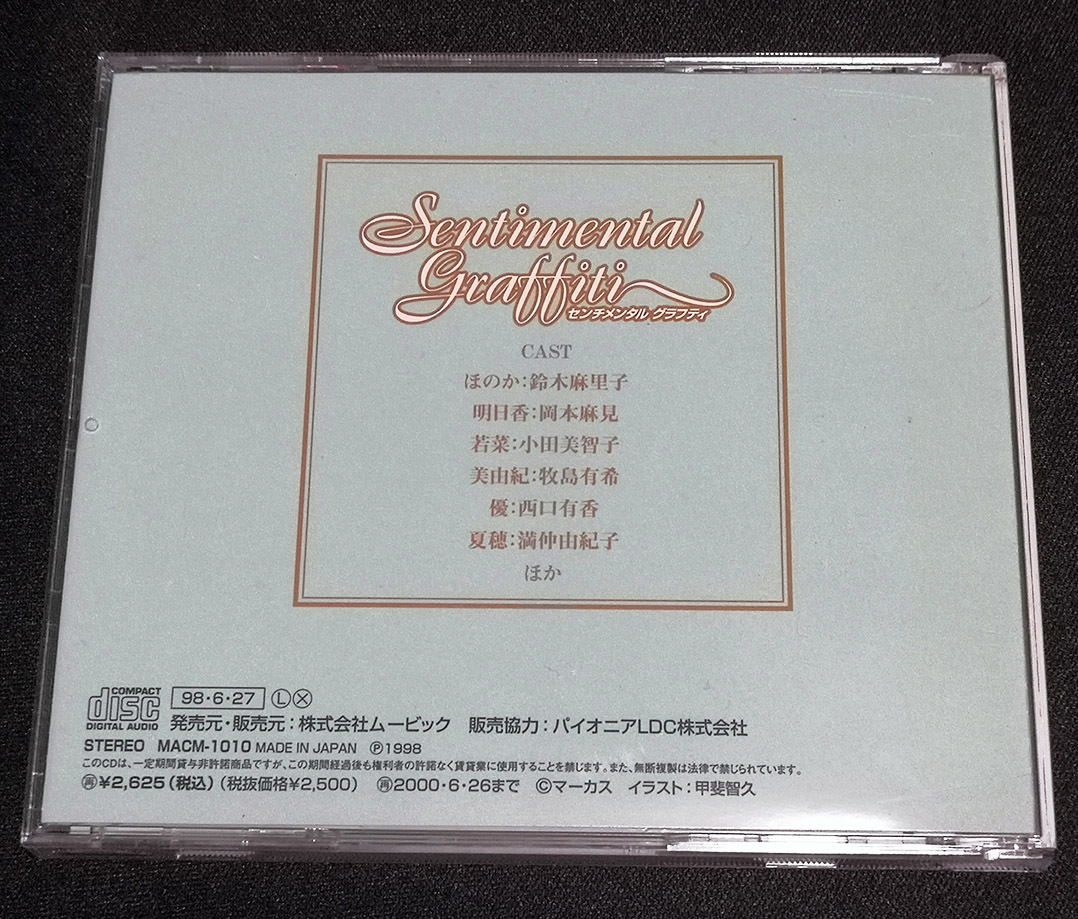 Sentimental
Graffiti
センチメンタル グラフティ
CAST
ほのか:鈴木麻里子
明日香:岡本麻見
若菜:小田美智子
美由紀:牧島有希
優:西口有香
夏穂:満仲由紀子
ほか
COMPACT
disc
DIGITAL AUDIO
98・6・27 Ⓛ Ⓧ
発売元・販売元:株式会社ムービック 販売協力:パイオニアLDC株式会社
STEREO MACM-1010 MADE IN JAPAN Ⓟ1998
このCDは、一定期間貸与非許諾商品ですが、この期間経過後も権利者の許諾なく賃貸業に使用することを禁じます。また、無断複製は法律で禁じられています。
㊢¥2,625(税込)(税抜価格¥2,500) ㊢2000・6・26まで ©マーカス イラスト:甲斐智久